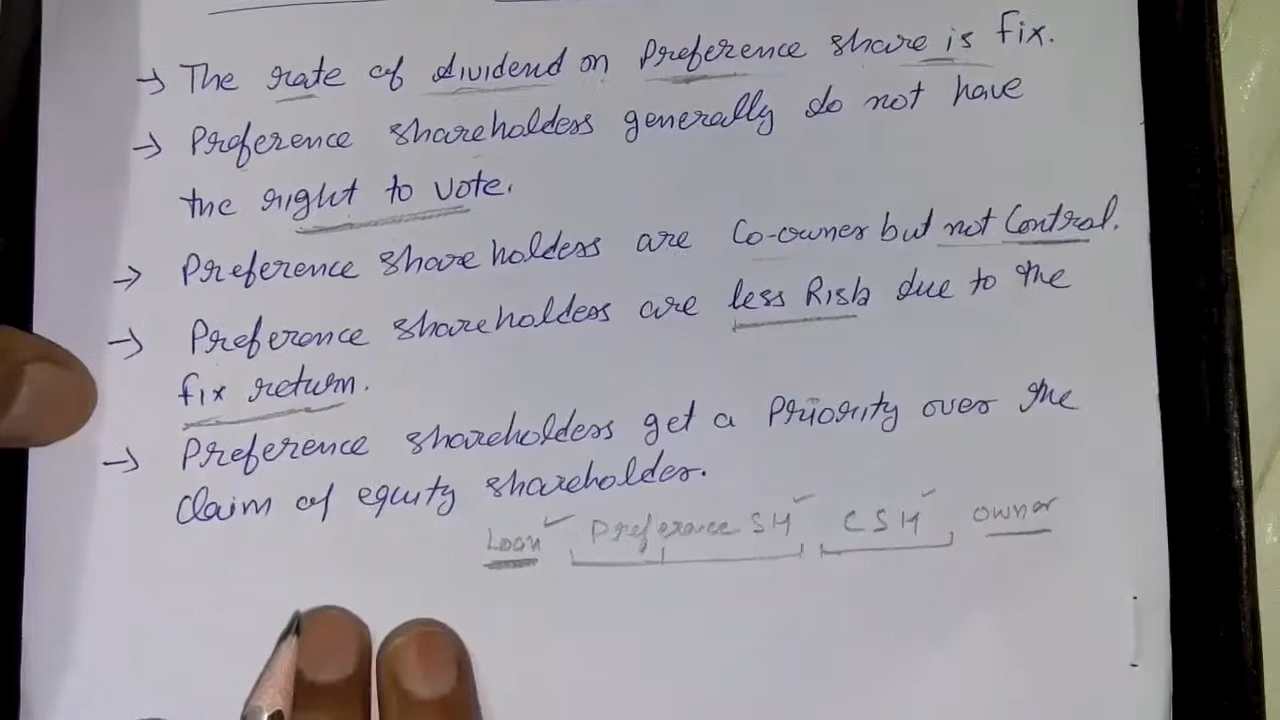 → The rate of dividend on Preference share is fix.
→ Preference shareholders generally do not have
the right to vote.
→ Preference shareholders are Co-owner but not Control.
→ Preference shareholders are less Risk due to the
fix return.
→ Preference shareholders get a Priority over the
Claim of equity shareholder.
Loan Preference SH CSH owner